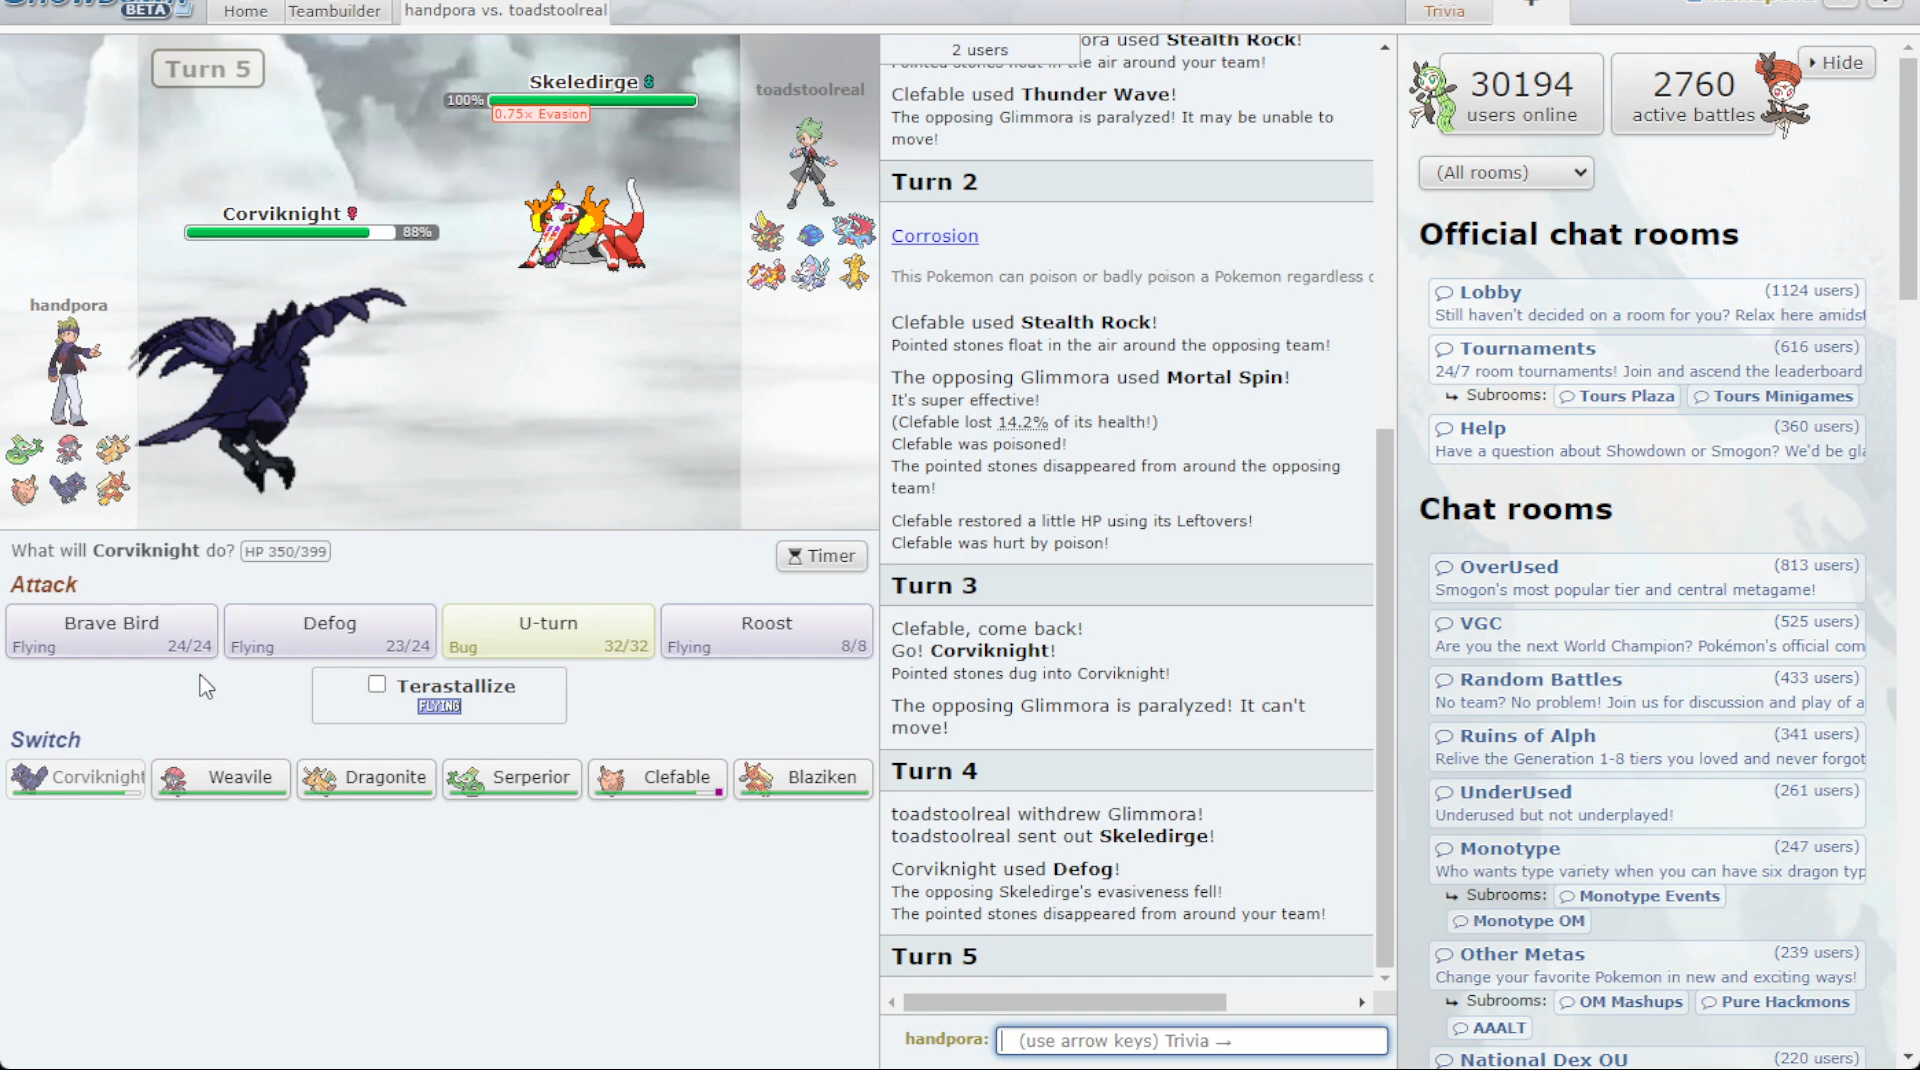 BETA
Home
Teambuilder
handpora vs. toadstoolreal
Trivia
Turn 5
Skeledirge
100%
0.75× Evasion
toadstoolreal
Corviknight
88%
handpora
What will Corviknight do? HP 350/399
Timer
Attack
Brave Bird
Flying 24/24
Defog
Flying 23/24
U-turn
Bug 32/32
Roost
Flying 8/8
Terastallize
FLYING
Switch
Corviknight
Weavile
Dragonite
Serperior
Clefable
Blaziken
2 users
ora used Stealth Rock!
the air around your team!
Clefable used Thunder Wave!
The opposing Glimmora is paralyzed! It may be unable to
move!
Turn 2
Corrosion
This Pokemon can poison or badly poison a Pokemon regardless
Clefable used Stealth Rock!
Pointed stones float in the air around the opposing team!
The opposing Glimmora used Mortal Spin!
It's super effective!
(Clefable lost 14.2% of its health!)
Clefable was poisoned!
The pointed stones disappeared from around the opposing
team!
Clefable restored a little HP using its Leftovers!
Clefable was hurt by poison!
Turn 3
Clefable, come back!
Go! Corviknight!
Pointed stones dug into Corviknight!
The opposing Glimmora is paralyzed! It can't
move!
Turn 4
toadstoolreal withdrew Glimmora!
toadstoolreal sent out Skeledirge!
Corviknight used Defog!
The opposing Skeledirge's evasiveness fell!
The pointed stones disappeared from around your team!
Turn 5
handpora: (use arrow keys) Trivia →
30194
users online
2760
active battles
Hide
(All rooms)
Official chat rooms
Lobby (1124 users)
Still haven't decided on a room for you? Relax here amidst
Tournaments (616 users)
24/7 room tournaments! Join and ascend the leaderboard
Subrooms: Tours Plaza Tours Minigames
Help (360 users)
Have a question about Showdown or Smogon? We'd be gla
Chat rooms
OverUsed (813 users)
Smogon's most popular tier and central metagame!
VGC (525 users)
Are you the next World Champion? Pokémon's official com
Random Battles (433 users)
No team? No problem! Join us for discussion and play of a
Ruins of Alph (341 users)
Relive the Generation 1-8 tiers you loved and never forgot
UnderUsed (261 users)
Underused but not underplayed!
Monotype (247 users)
Who wants type variety when you can have six dragon typ
Subrooms: Monotype Events
Monotype OM
Other Metas (239 users)
Change your favorite Pokemon in new and exciting ways!
Subrooms: OM Mashups Pure Hackmons
AAALT
National Dex OU (220 users)